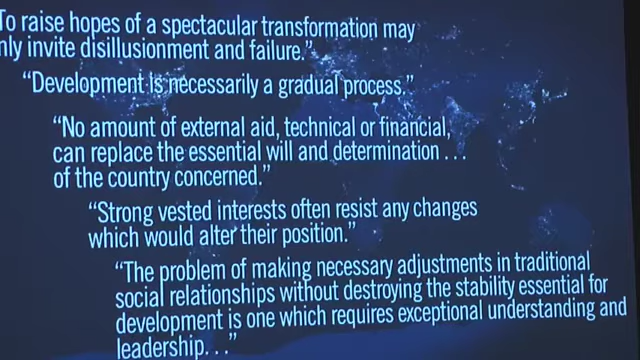 To raise hopes of a spectacular transformation may
nly invite disillusionment and failure.”
“Development is necessarily a gradual process.”
“No amount of external aid, technical or financial,
can replace the essential will and determination . . .
of the country concerned.”
“Strong vested interests often resist any changes
which would alter their position.”
“The problem of making necessary adjustments in traditional
social relationships without destroying the stability essential for
development is one which requires exceptional understanding and
leadership. . .”